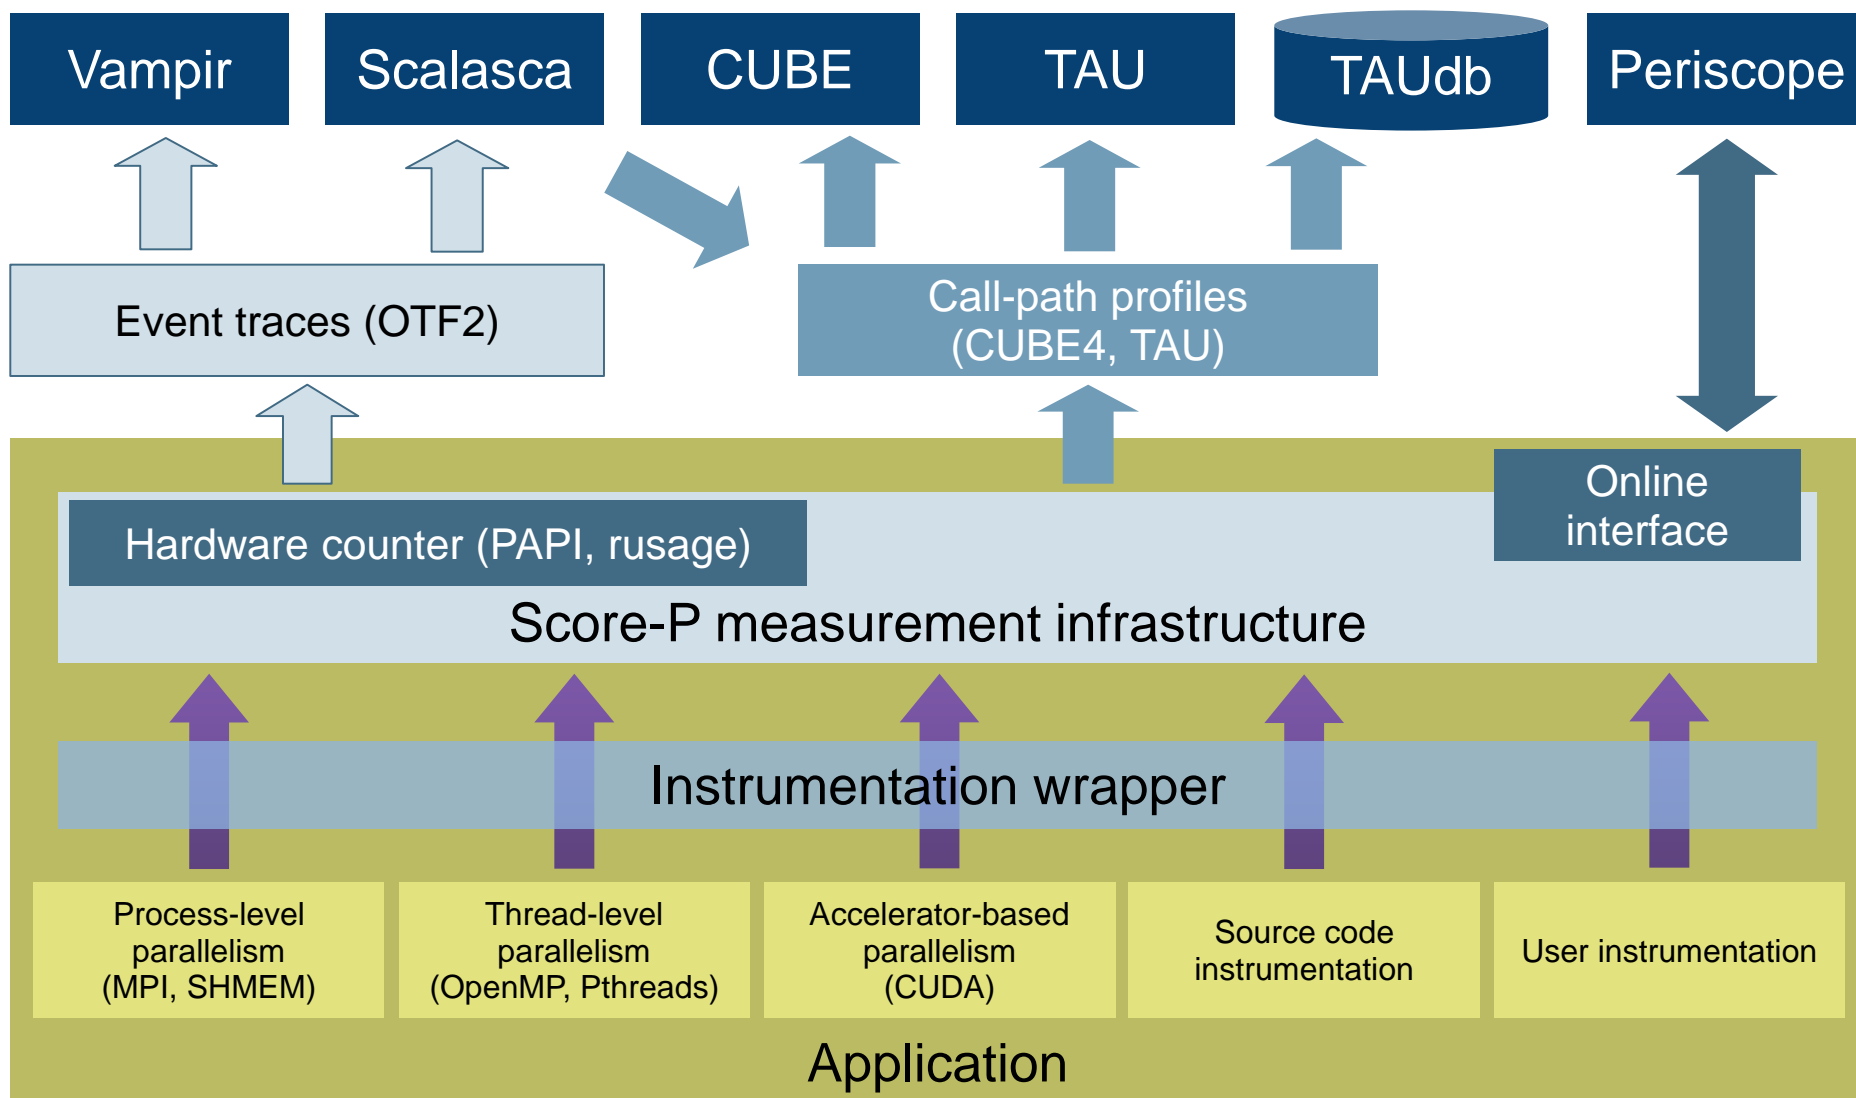 Vampir
Scalasca
CUBE
TAU
TAUdb
Periscope
Event traces (OTF2)
Call-path profiles
(CUBE4, TAU)
Online
interface
Hardware counter (PAPI, rusage)
Score-P measurement infrastructure
Instrumentation wrapper
Process-level
parallelism
(MPI, SHMEM)
Thread-level
parallelism
(OpenMP, Pthreads)
Accelerator-based
parallelism
(CUDA)
Source code
instrumentation
User instrumentation
Application